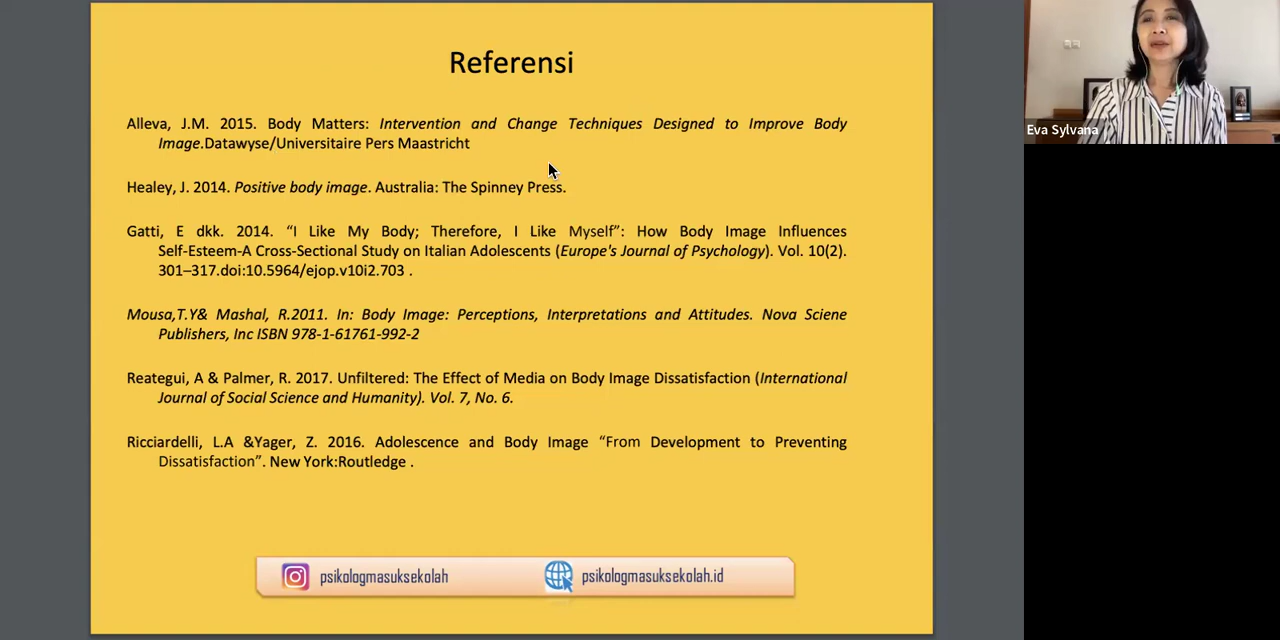 Referensi
Alleva, J.M. 2015. Body Matters: Intervention and Change Techniques Designed to Improve Body
Image.Datawyse/Universitaire Pers Maastricht
Healey, J. 2014. Positive body image. Australia: The Spinney Press.
Gatti, E dkk. 2014. “I Like My Body; Therefore, I Like Myself”: How Body Image Influences
Self-Esteem-A Cross-Sectional Study on Italian Adolescents (Europe's Journal of Psychology). Vol. 10(2).
301–317.doi:10.5964/ejop.v10i2.703 .
Mousa,T.Y& Mashal, R.2011. In: Body Image: Perceptions, Interpretations and Attitudes. Nova Sciene
Publishers, Inc ISBN 978-1-61761-992-2
Reategui, A & Palmer, R. 2017. Unfiltered: The Effect of Media on Body Image Dissatisfaction (International
Journal of Social Science and Humanity). Vol. 7, No. 6.
Ricciardelli, L.A &Yager, Z. 2016. Adolescence and Body Image “From Development to Preventing
Dissatisfaction”. New York:Routledge .
psikologmasuksekolah
psikologmasuksekolah.id
Eva Sylvana